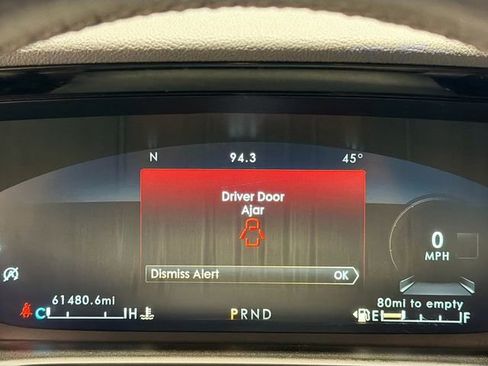 N 94.3 45°
Driver Door
Ajar
0
MPH
Dismiss Alert OK
61480.6mi
80mi to empty
C H
PRND
E F